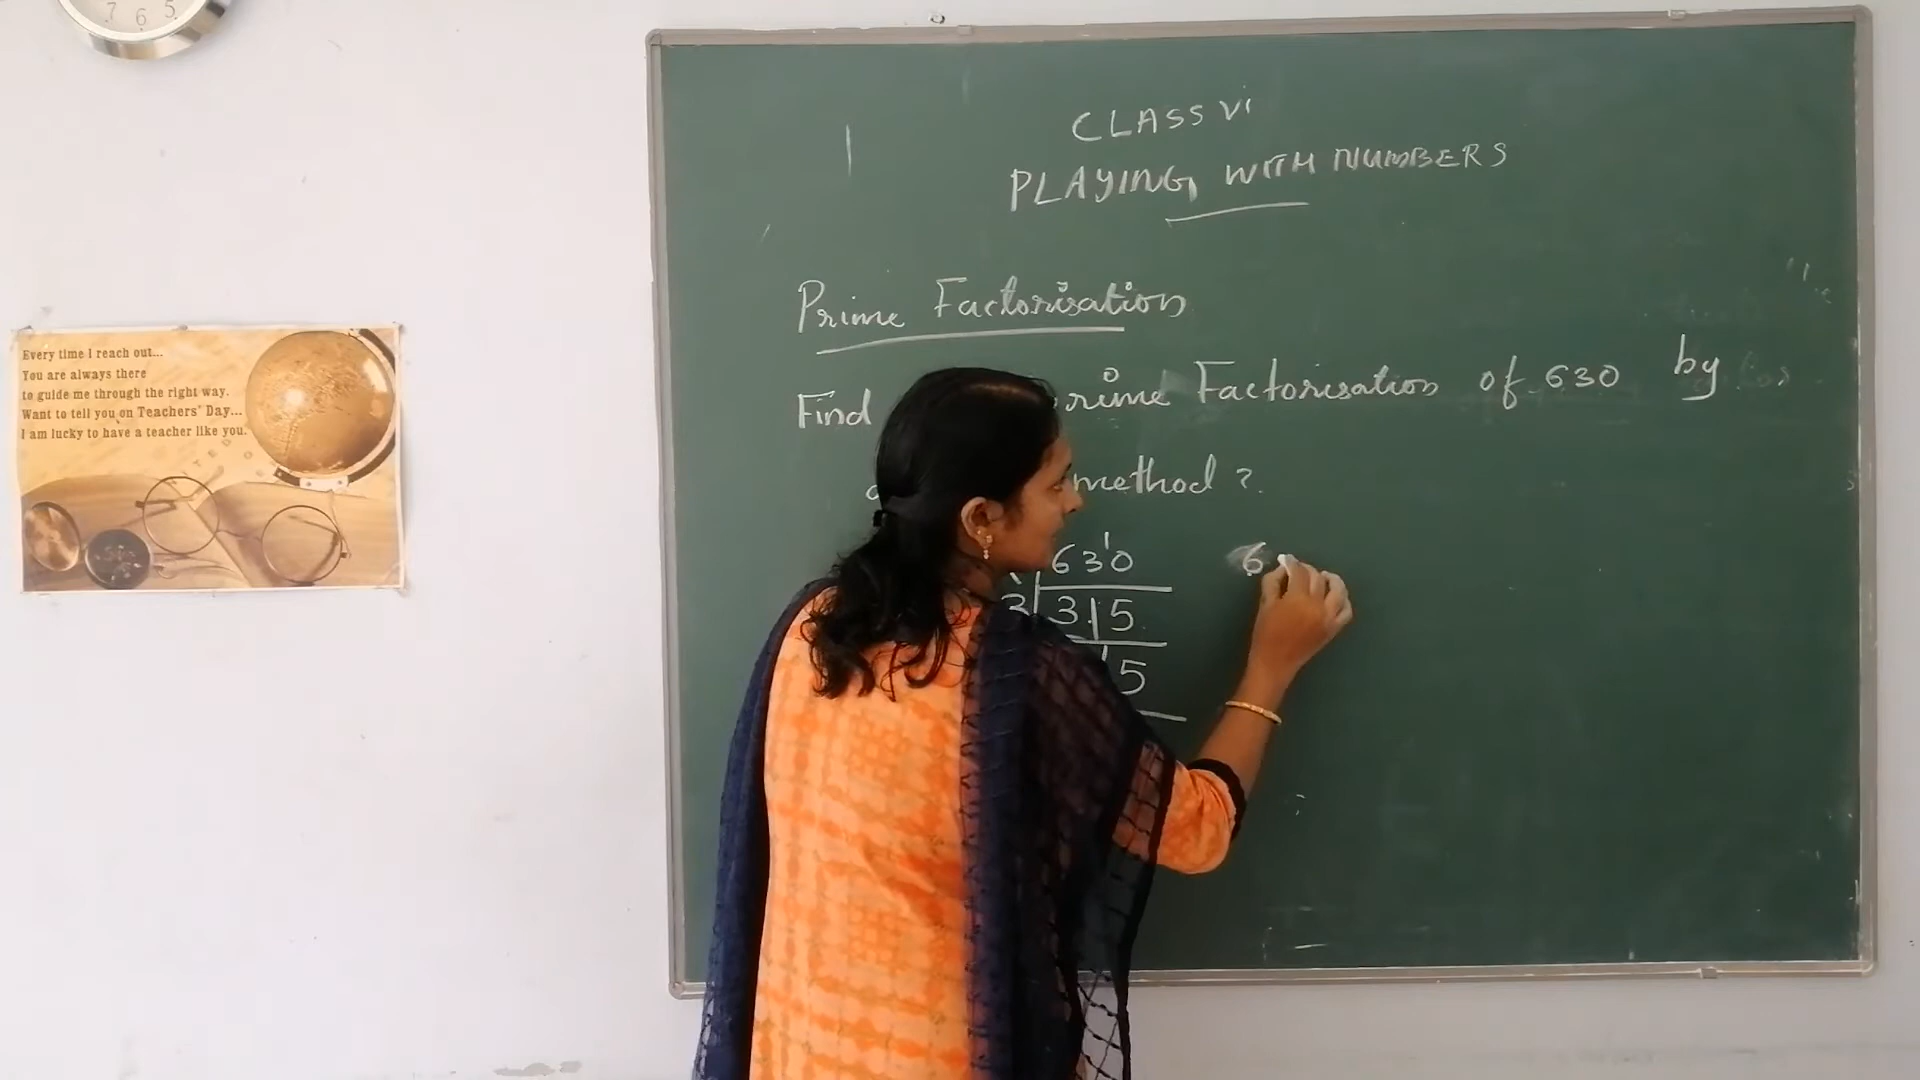 7 6 5
CLASS VI
PLAYING WITH NUMBERS
Prime Factorisation
Find rime Factorisation of 630 by
method ?
630 6
3 315
5
Every time I reach out...
You are always there
to guide me through the right way.
Want to tell you on Teachers' Day...
I am lucky to have a teacher like you.